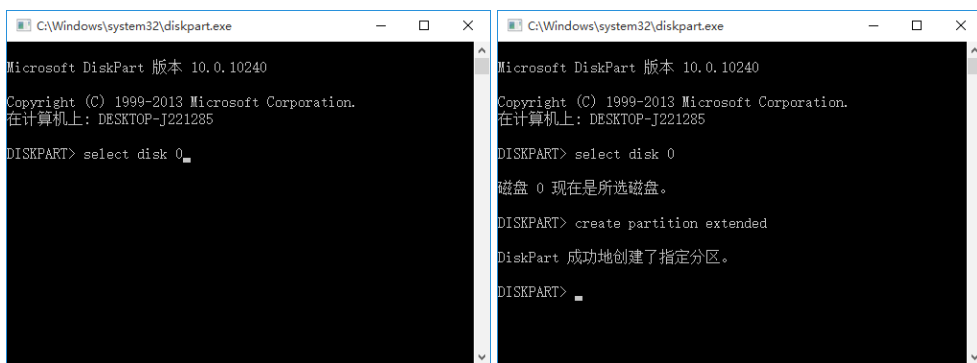 C:\Windows\system32\diskpart.exe
Microsoft DiskPart 版本 10.0.10240
Copyright (C) 1999-2013 Microsoft Corporation.
在计算机上: DESKTOP-J221285
DISKPART> select disk 0
C:\Windows\system32\diskpart.exe
Microsoft DiskPart 版本 10.0.10240
Copyright (C) 1999-2013 Microsoft Corporation.
在计算机上: DESKTOP-J221285
DISKPART> select disk 0
磁盘 0 现在是所选磁盘。
DISKPART> create partition extended
DiskPart 成功地创建了指定分区。
DISKPART>